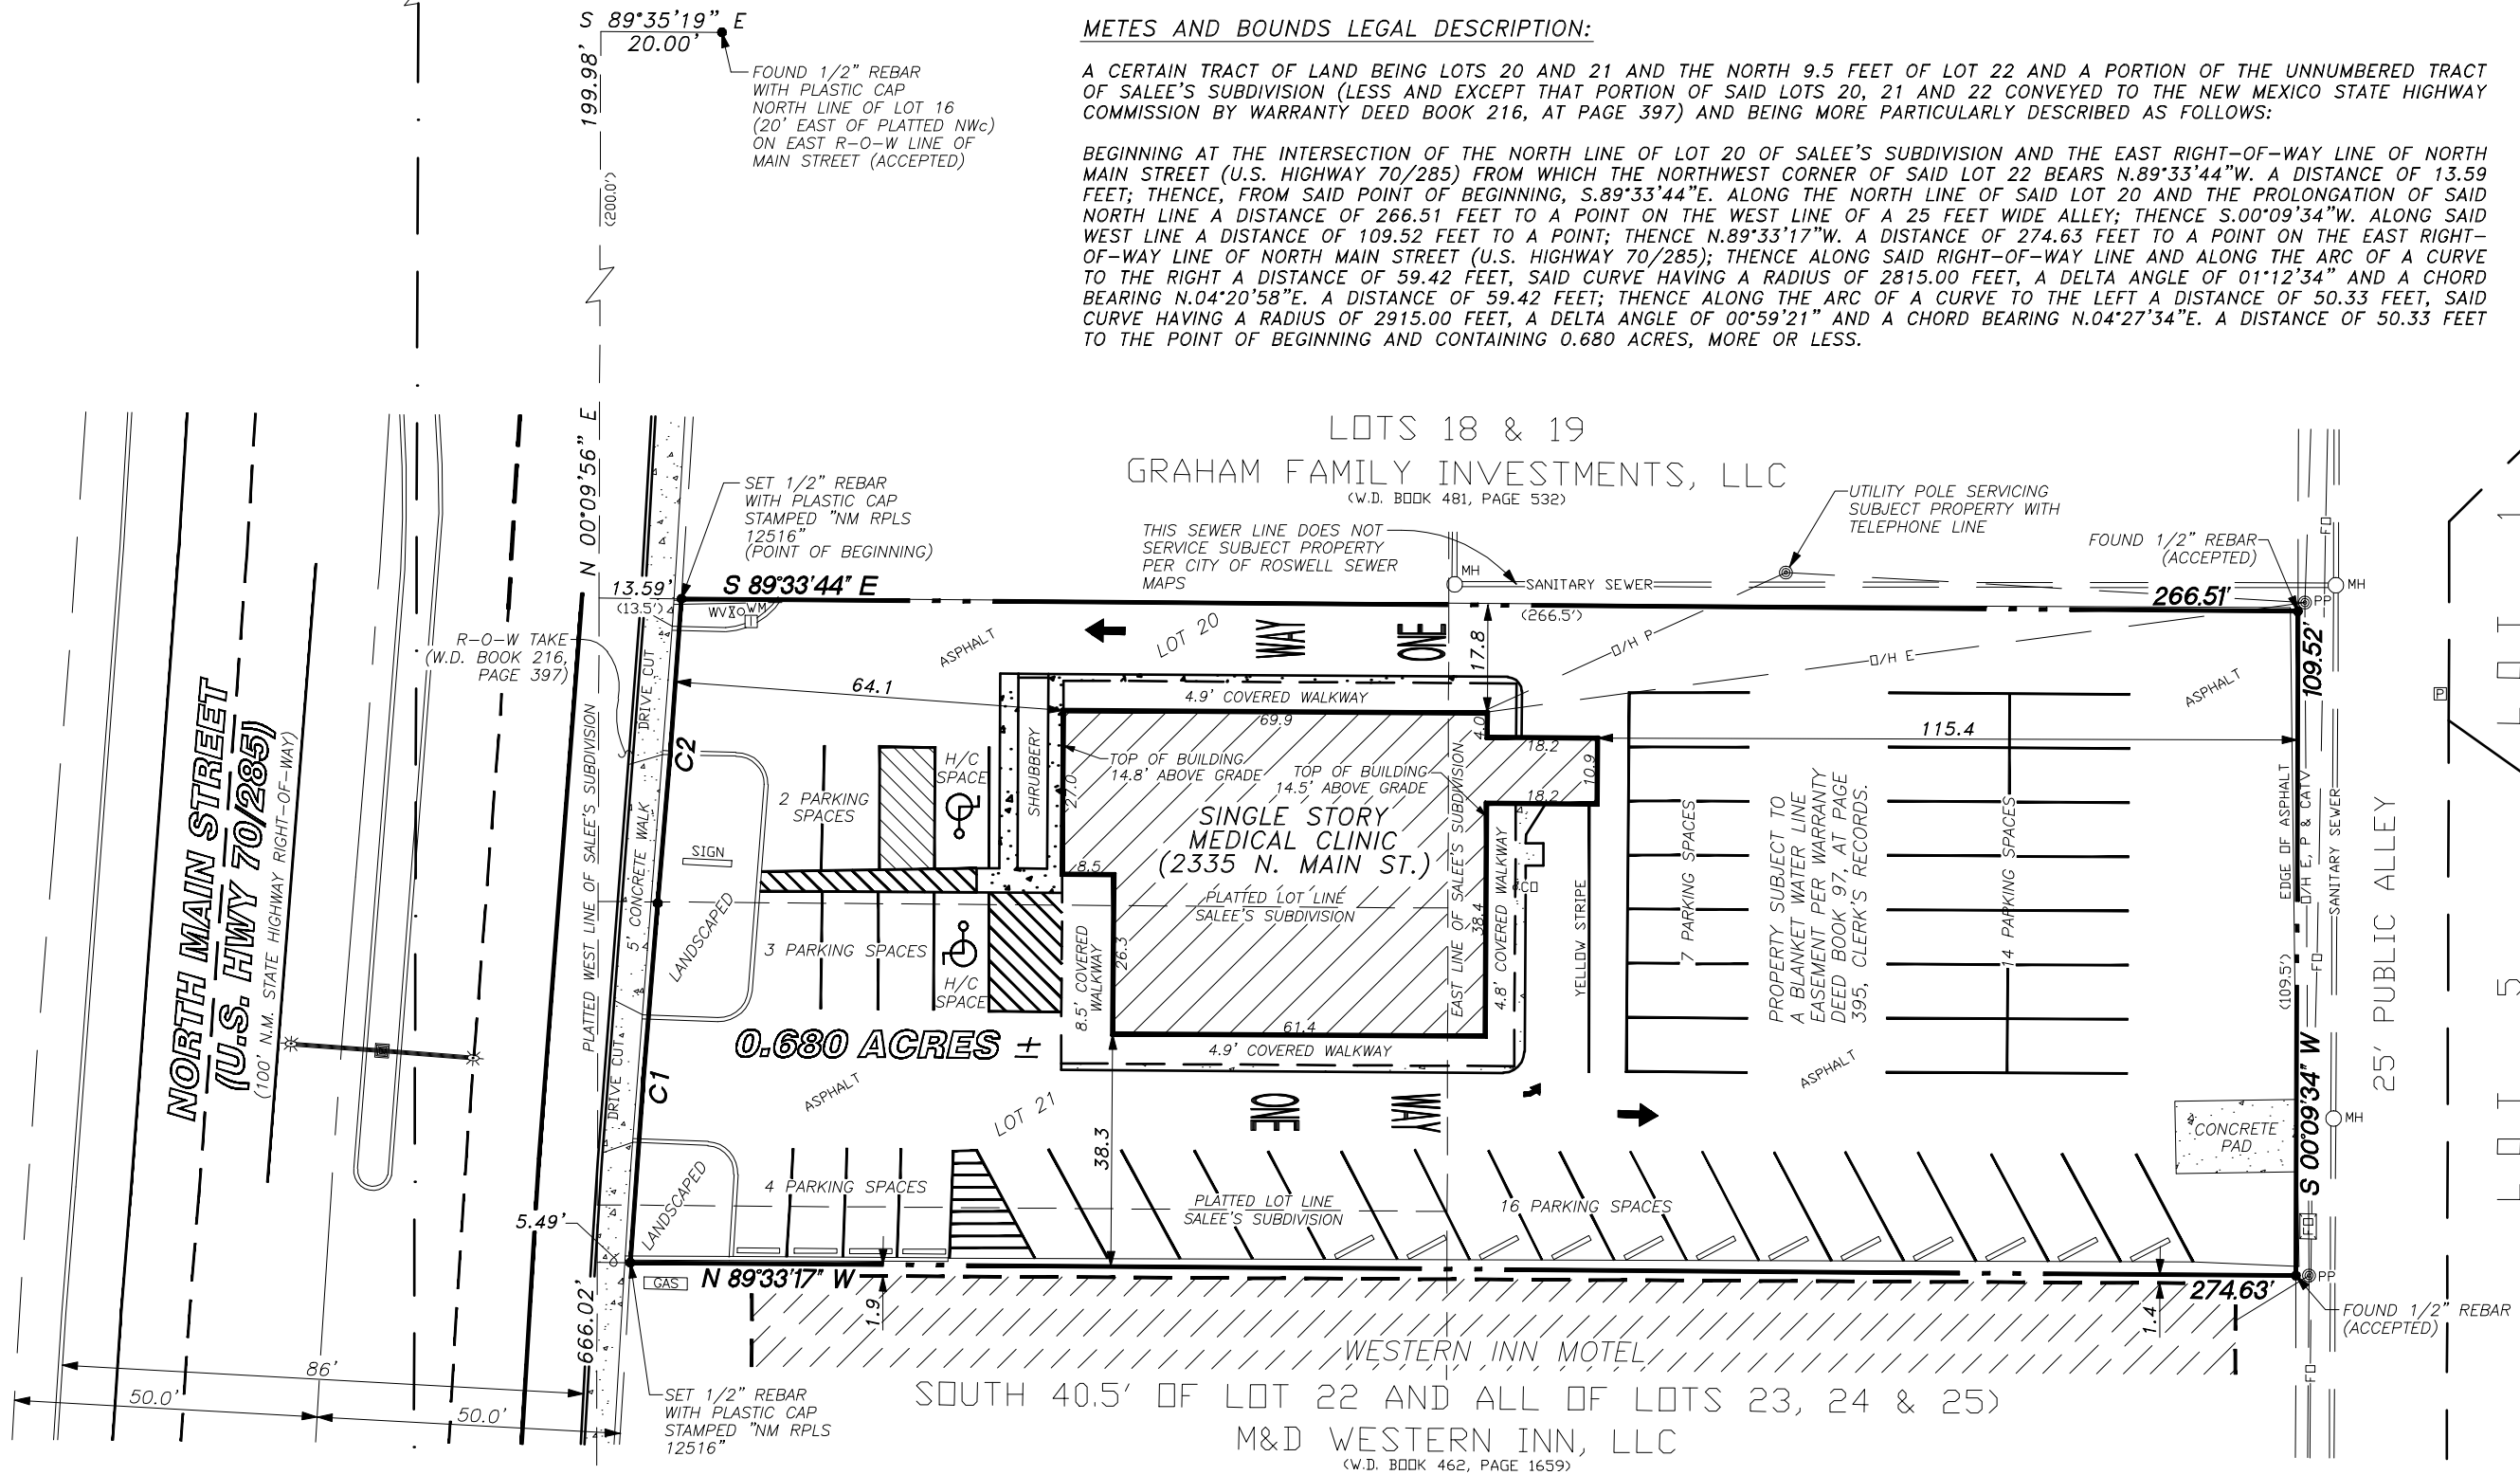 S 89°35'19" E
20.00'
199.98'
(200.0')
FOUND 1/2" REBAR
WITH PLASTIC CAP
NORTH LINE OF LOT 16
(20' EAST OF PLATTED NWc)
ON EAST R-O-W LINE OF
MAIN STREET (ACCEPTED)
METES AND BOUNDS LEGAL DESCRIPTION:
A CERTAIN TRACT OF LAND BEING LOTS 20 AND 21 AND THE NORTH 9.5 FEET OF LOT 22 AND A PORTION OF THE UNNUMBERED TRACT
OF SALEE'S SUBDIVISION (LESS AND EXCEPT THAT PORTION OF SAID LOTS 20, 21 AND 22 CONVEYED TO THE NEW MEXICO STATE HIGHWAY
COMMISSION BY WARRANTY DEED BOOK 216, AT PAGE 397) AND BEING MORE PARTICULARLY DESCRIBED AS FOLLOWS:
BEGINNING AT THE INTERSECTION OF THE NORTH LINE OF LOT 20 OF SALEE'S SUBDIVISION AND THE EAST RIGHT-OF-WAY LINE OF NORTH
MAIN STREET (U.S. HIGHWAY 70/285) FROM WHICH THE NORTHWEST CORNER OF SAID LOT 22 BEARS N.89°33'44"W. A DISTANCE OF 13.59
FEET; THENCE, FROM SAID POINT OF BEGINNING, S.89°33'44"E. ALONG THE NORTH LINE OF SAID LOT 20 AND THE PROLONGATION OF SAID
NORTH LINE A DISTANCE OF 266.51 FEET TO A POINT ON THE WEST LINE OF A 25 FEET WIDE ALLEY; THENCE S.00°09'34"W. ALONG SAID
WEST LINE A DISTANCE OF 109.52 FEET TO A POINT; THENCE N.89°33'17"W. A DISTANCE OF 274.63 FEET TO A POINT ON THE EAST RIGHT-
OF-WAY LINE OF NORTH MAIN STREET (U.S. HIGHWAY 70/285); THENCE ALONG SAID RIGHT-OF-WAY LINE AND ALONG THE ARC OF A CURVE
TO THE RIGHT A DISTANCE OF 59.42 FEET, SAID CURVE HAVING A RADIUS OF 2815.00 FEET, A DELTA ANGLE OF 01°12'34" AND A CHORD
BEARING N.04°20'58"E. A DISTANCE OF 59.42 FEET; THENCE ALONG THE ARC OF A CURVE TO THE LEFT A DISTANCE OF 50.33 FEET, SAID
CURVE HAVING A RADIUS OF 2915.00 FEET, A DELTA ANGLE OF 00°59'21" AND A CHORD BEARING N.04°27'34"E. A DISTANCE OF 50.33 FEET
TO THE POINT OF BEGINNING AND CONTAINING 0.680 ACRES, MORE OR LESS.
N 00°09'56" E
LOTS 18 & 19
GRAHAM FAMILY INVESTMENTS, LLC
(W.D. BOOK 481, PAGE 532)
SET 1/2" REBAR
WITH PLASTIC CAP
STAMPED "NM RPLS
12516"
(POINT OF BEGINNING)
THIS SEWER LINE DOES NOT
SERVICE SUBJECT PROPERTY
PER CITY OF ROSWELL SEWER
MAPS
UTILITY POLE SERVICING
SUBJECT PROPERTY WITH
TELEPHONE LINE
FOUND 1/2" REBAR
(ACCEPTED)
FO
MH
SANITARY SEWER
MH
13.59'
(13.5')
S 89°33'44" E
266.51'
PP
(266.5')
WV
WM
R-O-W TAKE
(W.D. BOOK 216,
PAGE 397)
ASPHALT
LOT 20
WAY
ONE
17.8
O/H P
O/H E
109.52'
ASPHALT
P
LOT 1
DRIVE CUT
64.1
4.9' COVERED WALKWAY
69.9
4.0
18.2
115.4
C2
SHRUBBERY
H/C
SPACE
2 PARKING
SPACES
27.0
TOP OF BUILDING
14.8' ABOVE GRADE
TOP OF BUILDING
14.5' ABOVE GRADE
10.9
18.2
SINGLE STORY
MEDICAL CLINIC
(2335 N. MAIN ST.)
NORTH MAIN STREET
(U.S. HWY 70/285)
(100' N.M. STATE HIGHWAY RIGHT-OF-WAY)
PLATTED WEST LINE OF SALEE'S SUBDIVISION
5' CONCRETE WALK
SIGN
LANDSCAPED
8.5
PLATTED LOT LINE
SALEE'S SUBDIVISION
EAST LINE OF SALEE'S SUBDIVISION
38.4
4.8' COVERED WALKWAY
CO
YELLOW STRIPE
7 PARKING SPACES
PROPERTY SUBJECT TO
A BLANKET WATER LINE
EASEMENT PER WARRANTY
DEED BOOK 97, AT PAGE
395, CLERK'S RECORDS.
14 PARKING SPACES
EDGE OF ASPHALT
O/H E, P & CATV
SANITARY SEWER
25' PUBLIC ALLEY
LOT 5
3 PARKING SPACES
H/C
SPACE
8.5' COVERED
WALKWAY
26.3
61.4
4.9' COVERED WALKWAY
(109.5')
FO
0.680 ACRES ±
DRIVE CUT
C1
ASPHALT
ASPHALT
LOT 21
ONE
WAY
38.3
CONCRETE
PAD
S 00°09'34" W
MH
LANDSCAPED
4 PARKING SPACES
PLATTED LOT LINE
SALEE'S SUBDIVISION
16 PARKING SPACES
5.49'
GAS
N 89°33'17" W
1.9
1.4
274.63'
FO
PP
FOUND 1/2" REBAR
(ACCEPTED)
666.02'
WESTERN INN MOTEL
86'
50.0'
50.0'
SET 1/2" REBAR
WITH PLASTIC CAP
STAMPED "NM RPLS
12516"
SOUTH 40.5' OF LOT 22 AND ALL OF LOTS 23, 24 & 25)
M&D WESTERN INN, LLC
(W.D. BOOK 462, PAGE 1659)
FO